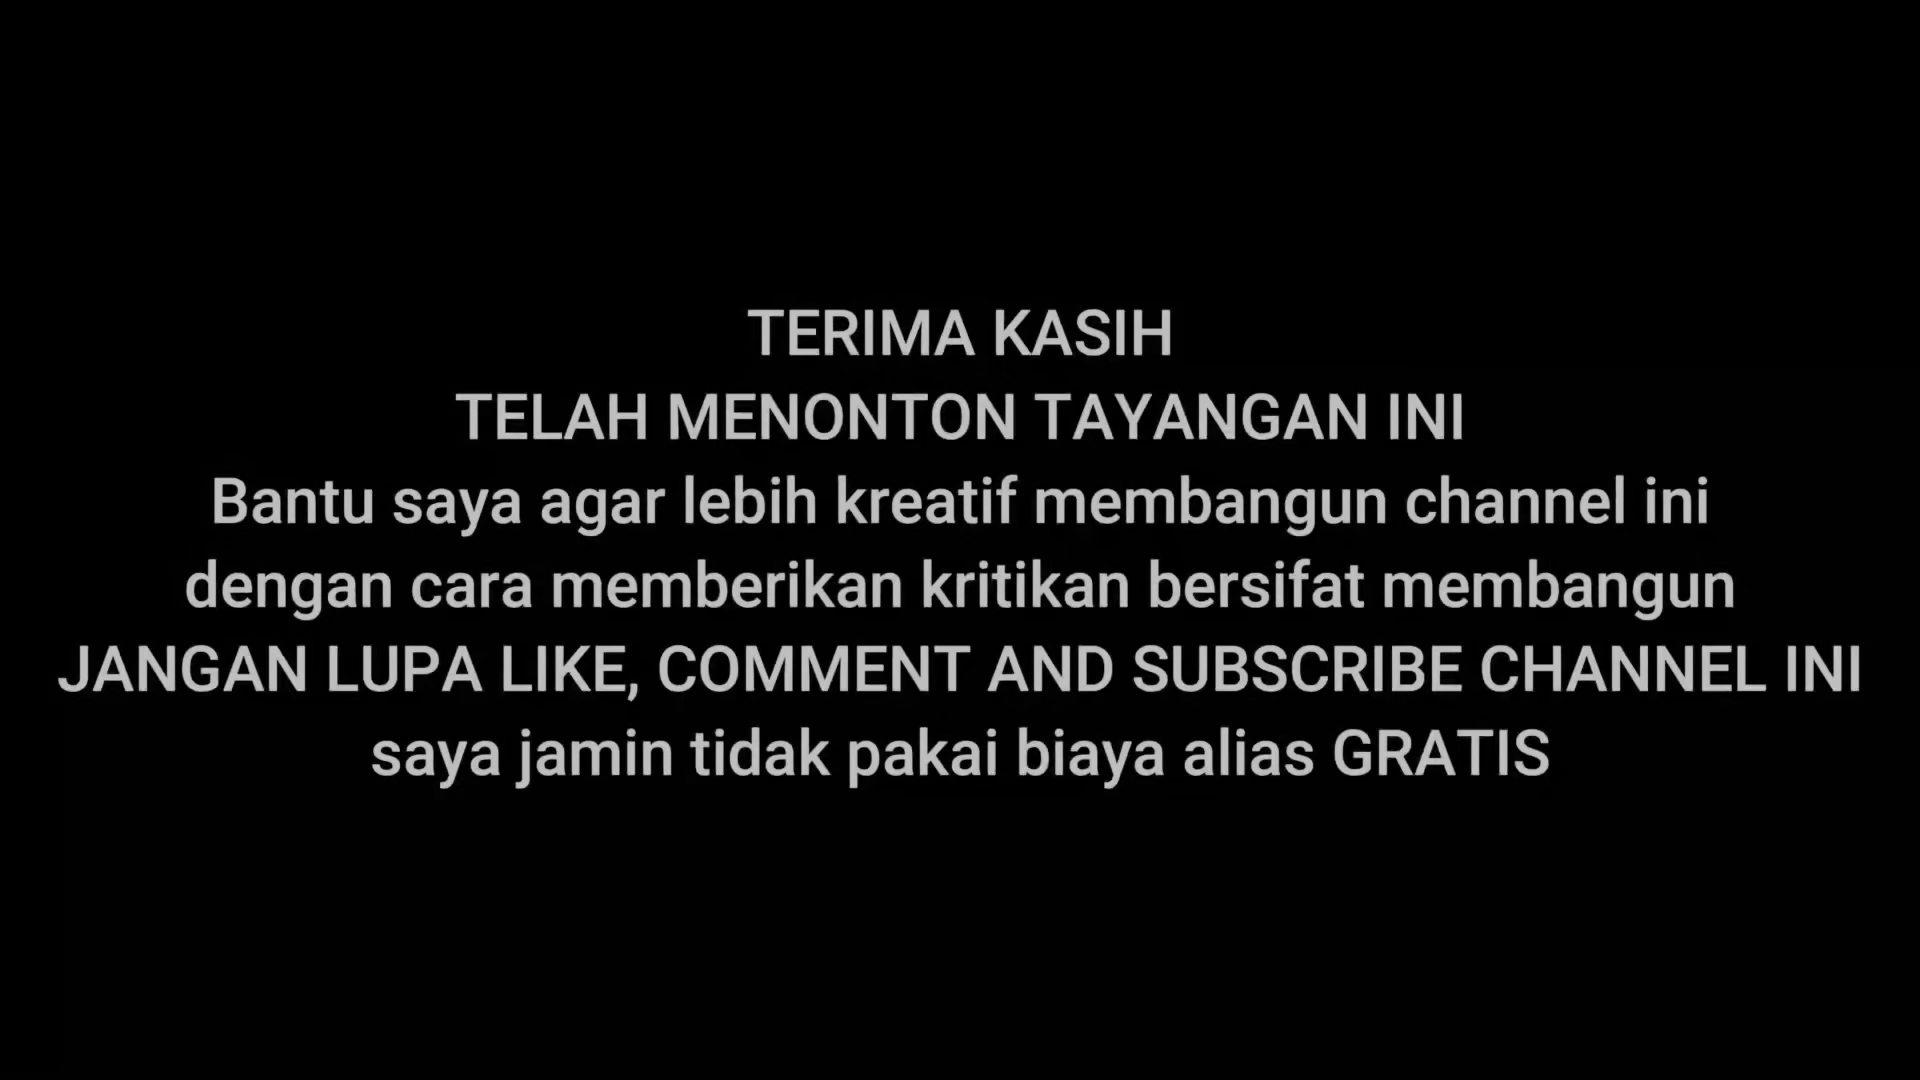 TERIMA KASIH
TELAH MENONTON TAYANGAN INI
Bantu saya agar lebih kreatif membangun channel ini
dengan cara memberikan kritikan bersifat membangun
JANGAN LUPA LIKE, COMMENT AND SUBSCRIBE CHANNEL INI
saya jamin tidak pakai biaya alias GRATIS